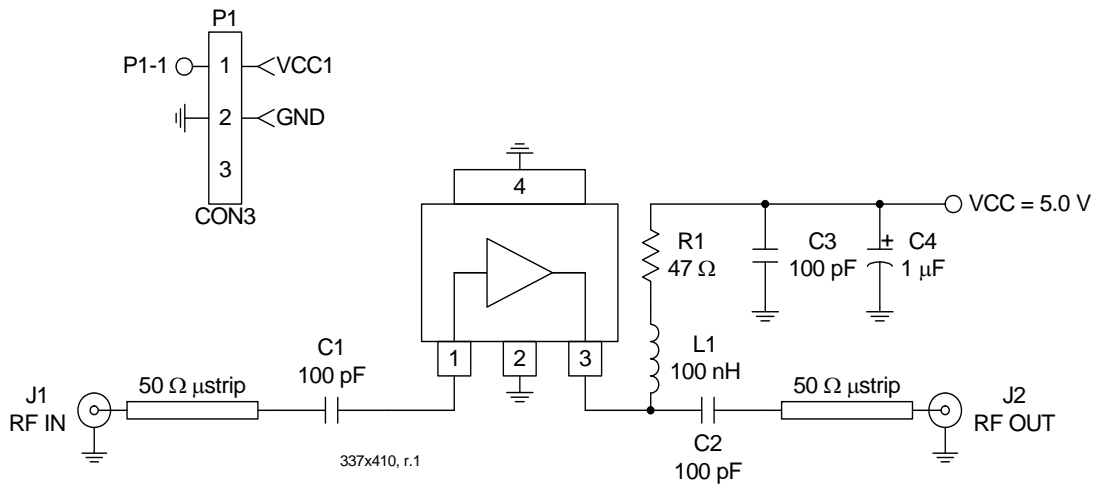 P1
P1-1
1
VCC1
2
GND
3
CON3
4
VCC = 5.0 V
R1
47 Ω
C3
100 pF
+
C4
1 μF
1
2
3
C1
100 pF
L1
100 nH
J1
RF IN
50 Ω μstrip
50 Ω μstrip
J2
RF OUT
C2
100 pF
337x410, r.1